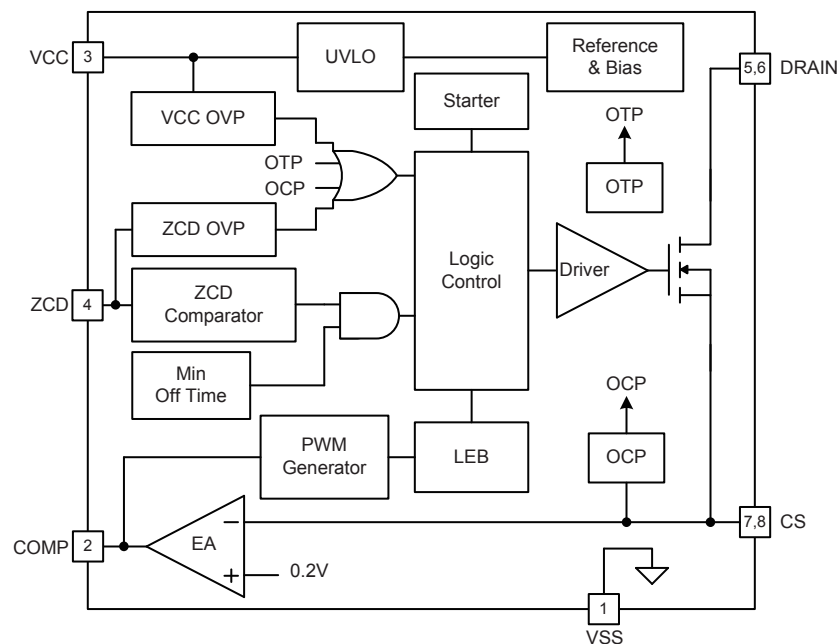 VCC
3
UVLO
Reference
& Bias
5,6
DRAIN
VCC OVP
Starter
OTP
OTP
OTP
OCP
ZCD OVP
Logic
Control
Driver
ZCD
4
ZCD
Comparator
Min
Off Time
OCP
PWM
Generator
LEB
OCP
COMP
2
EA
−
+
0.2V
7,8
CS
1
VSS